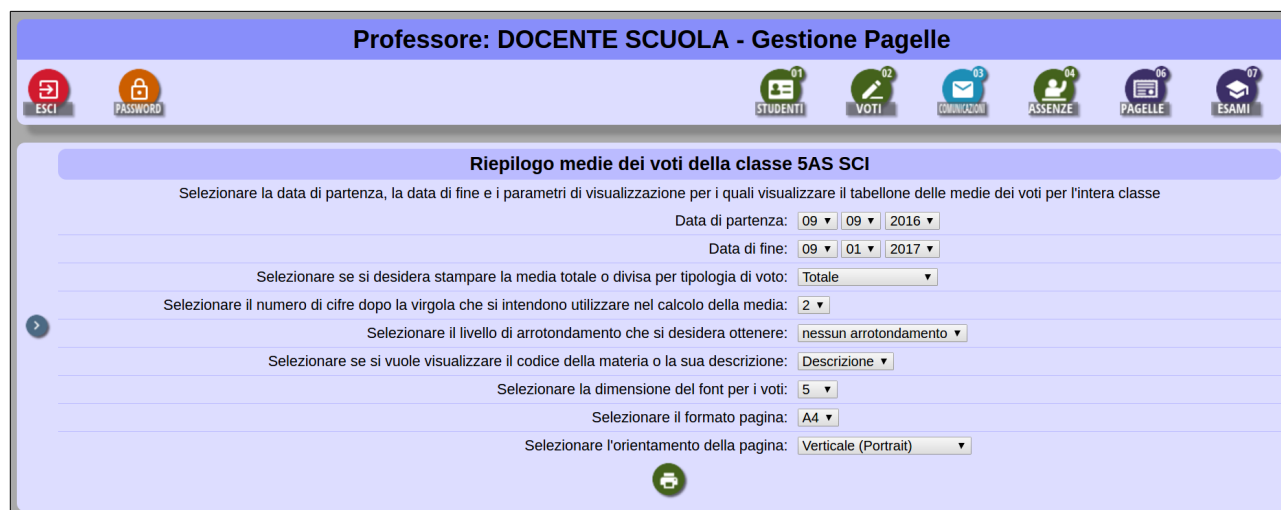 Professore: DOCENTE SCUOLA - Gestione Pagelle
ESCI PASSWORD 01 STUDENTI 02 VOTI 03 COMUNICAZIONI 04 ASSENZE 06 PAGELLE 07 ESAMI
Riepilogo medie dei voti della classe 5AS SCI
Selezionare la data di partenza, la data di fine e i parametri di visualizzazione per i quali visualizzare il tabellone delle medie dei voti per l'intera classe
Data di partenza: 09 09 2016
Data di fine: 09 01 2017
Selezionare se si desidera stampare la media totale o divisa per tipologia di voto: Totale
Selezionare il numero di cifre dopo la virgola che si intendono utilizzare nel calcolo della media: 2
Selezionare il livello di arrotondamento che si desidera ottenere: nessun arrotondamento
Selezionare se si vuole visualizzare il codice della materia o la sua descrizione: Descrizione
Selezionare la dimensione del font per i voti: 5
Selezionare il formato pagina: A4
Selezionare l'orientamento della pagina: Verticale (Portrait)